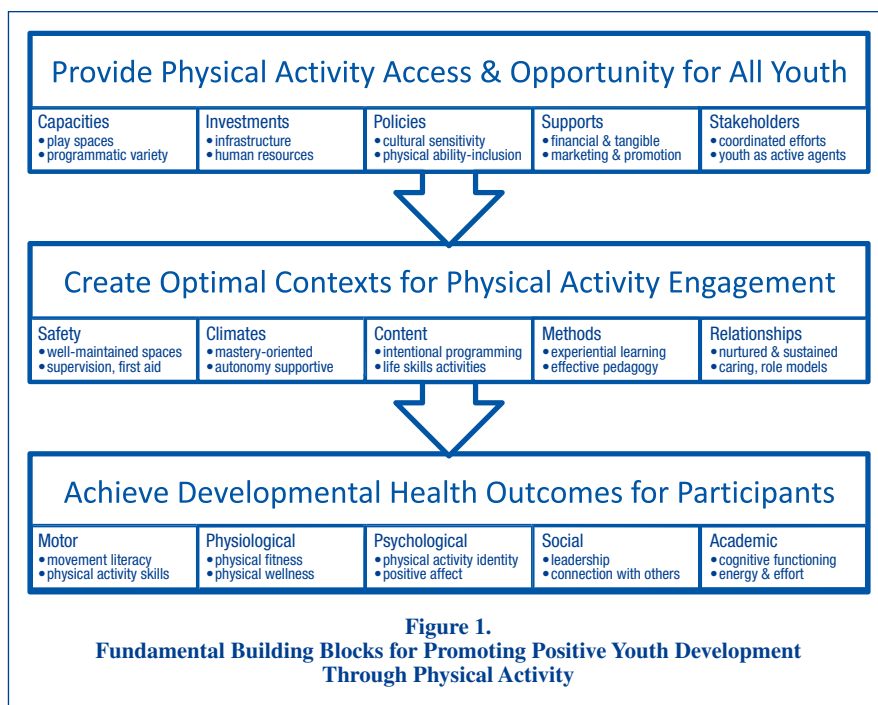 Provide Physical Activity Access & Opportunity for All Youth
Capacities
• play spaces
• programmatic variety
Investments
• infrastructure
• human resources
Policies
• cultural sensitivity
• physical ability-inclusion
Supports
• financial & tangible
• marketing & promotion
Stakeholders
• coordinated efforts
• youth as active agents
Create Optimal Contexts for Physical Activity Engagement
Safety
• well-maintained spaces
• supervision, first aid
Climates
• mastery-oriented
• autonomy supportive
Content
• intentional programming
• life skills activities
Methods
• experiential learning
• effective pedagogy
Relationships
• nurtured & sustained
• caring, role models
Achieve Developmental Health Outcomes for Participants
Motor
• movement literacy
• physical activity skills
Physiological
• physical fitness
• physical wellness
Psychological
• physical activity identity
• positive affect
Social
• leadership
• connection with others
Academic
• cognitive functioning
• energy & effort
Figure 1.
Fundamental Building Blocks for Promoting Positive Youth Development
Through Physical Activity